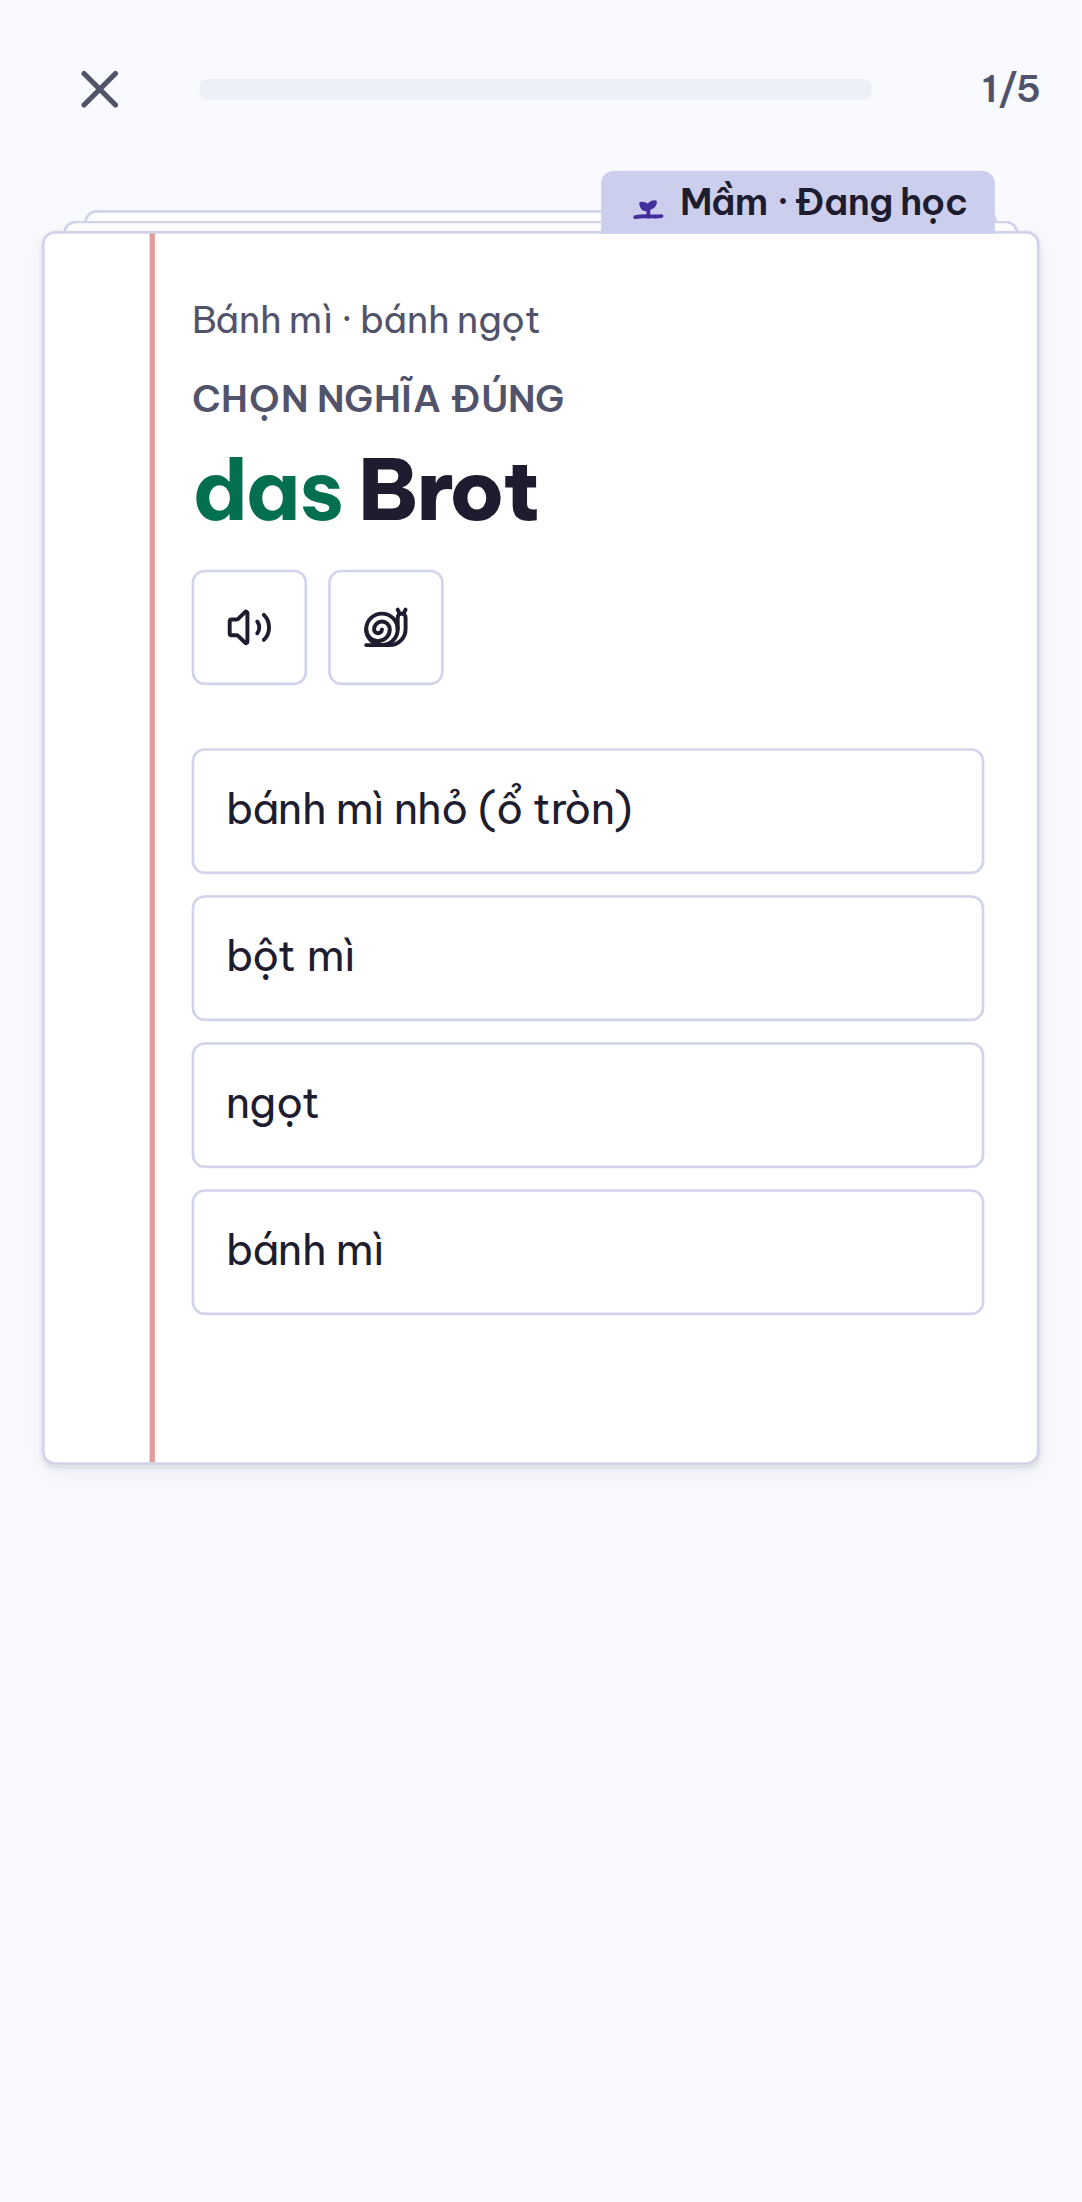 1/5
Mầm · Đang học
Bánh mì · bánh ngọt
CHỌN NGHĨA ĐÚNG
das Brot
bánh mì nhỏ (ổ tròn)
bột mì
ngọt
bánh mì